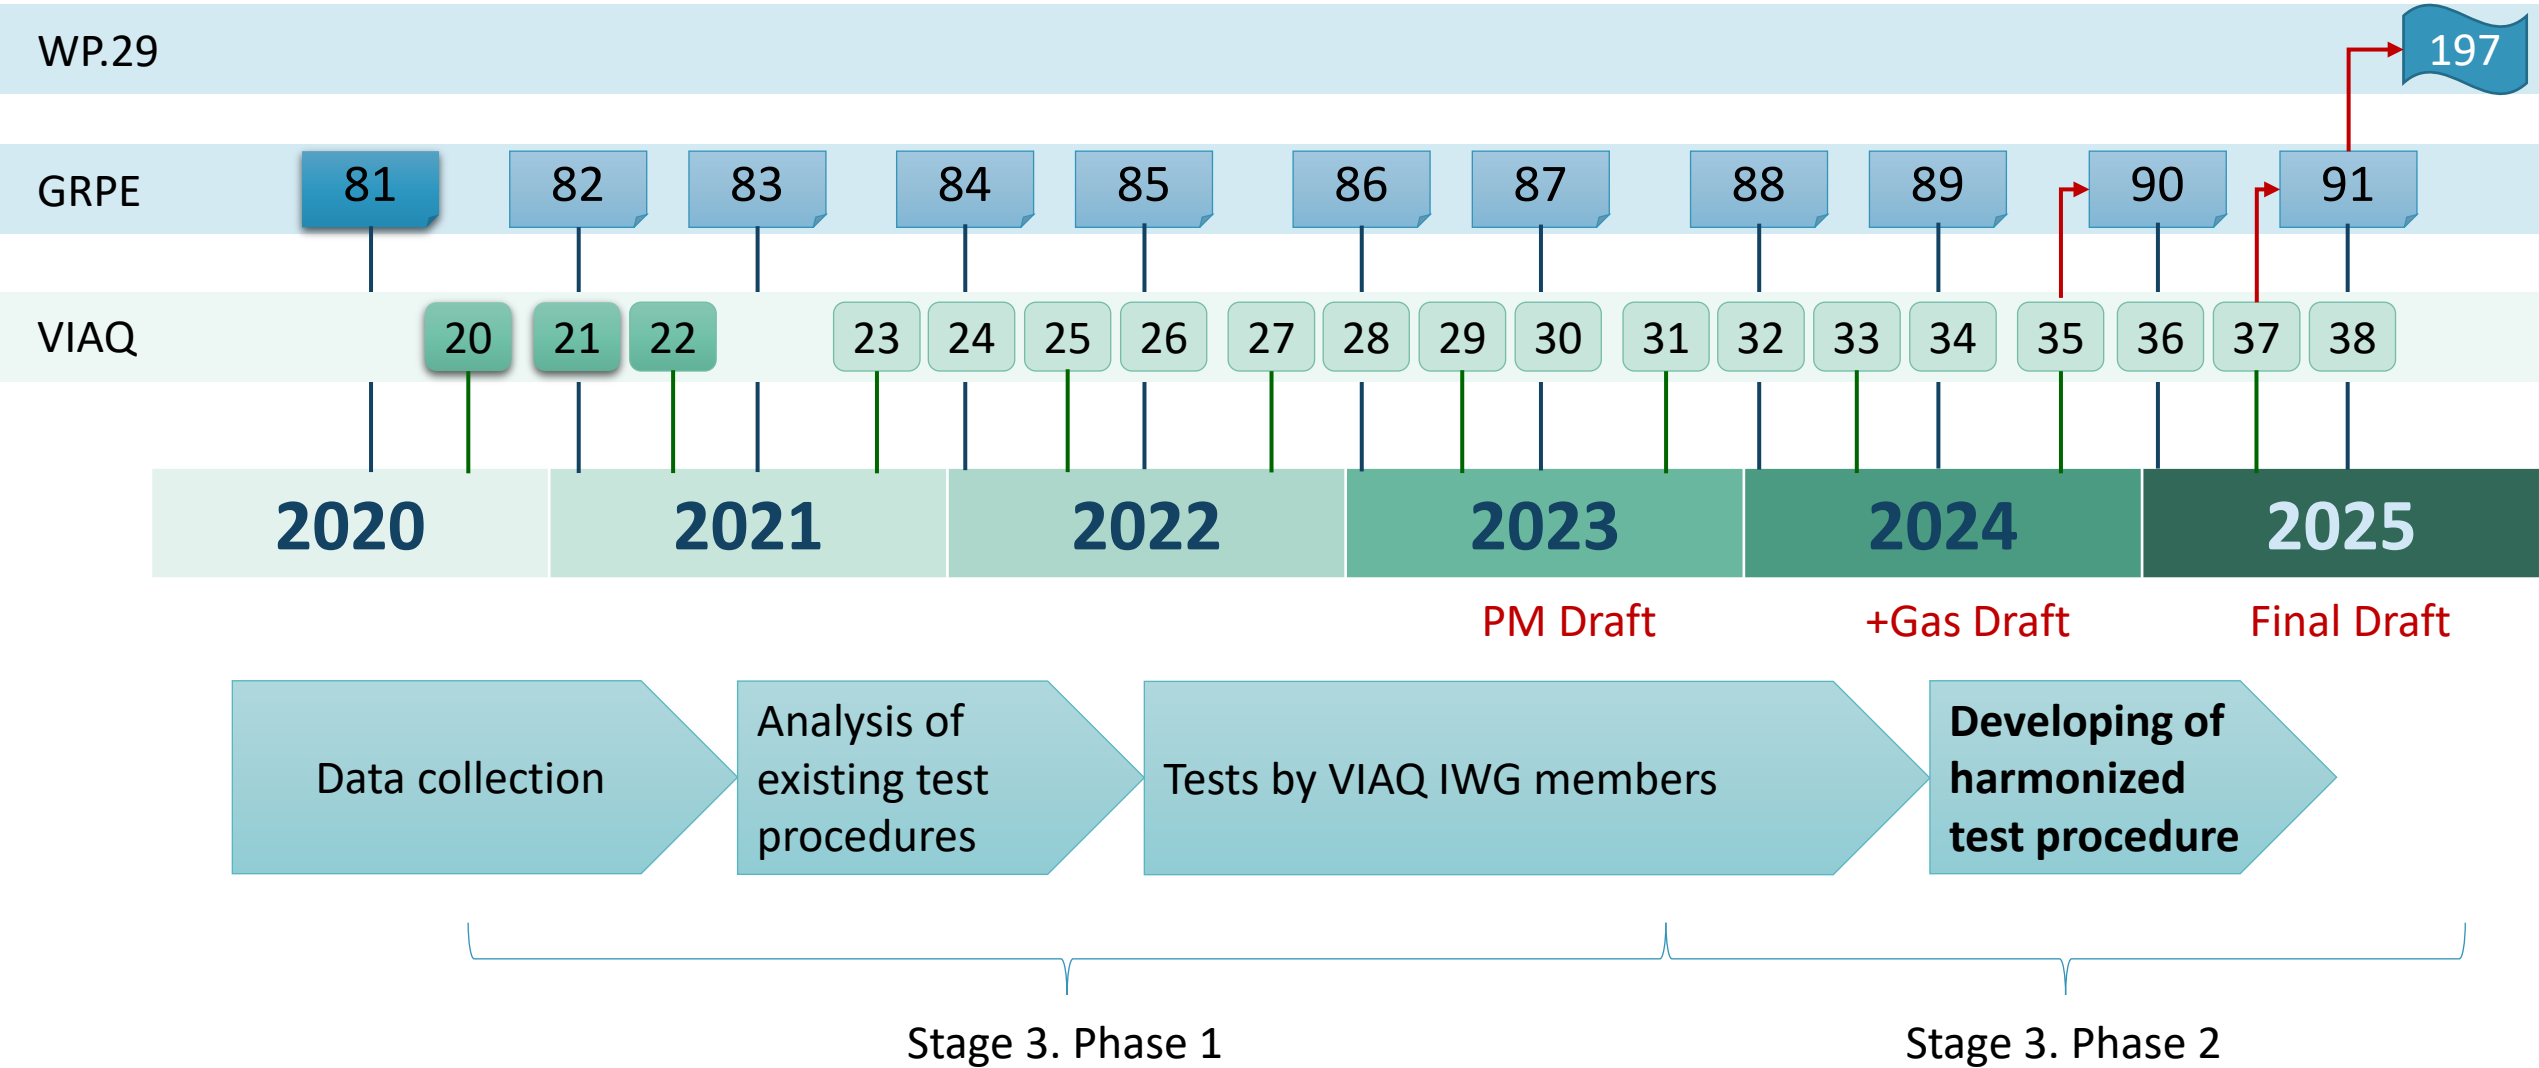 WP.29
197
GRPE
81 82 83 84 85 86 87 88 89 90 91
VIAQ
20 21 22 23 24 25 26 27 28 29 30 31 32 33 34 35 36 37 38
2020 2021 2022 2023 2024 2025
PM Draft +Gas Draft Final Draft
Data collection
Analysis of
existing test
procedures
Tests by VIAQ IWG members
Developing of
harmonized
test procedure
Stage 3. Phase 1
Stage 3. Phase 2